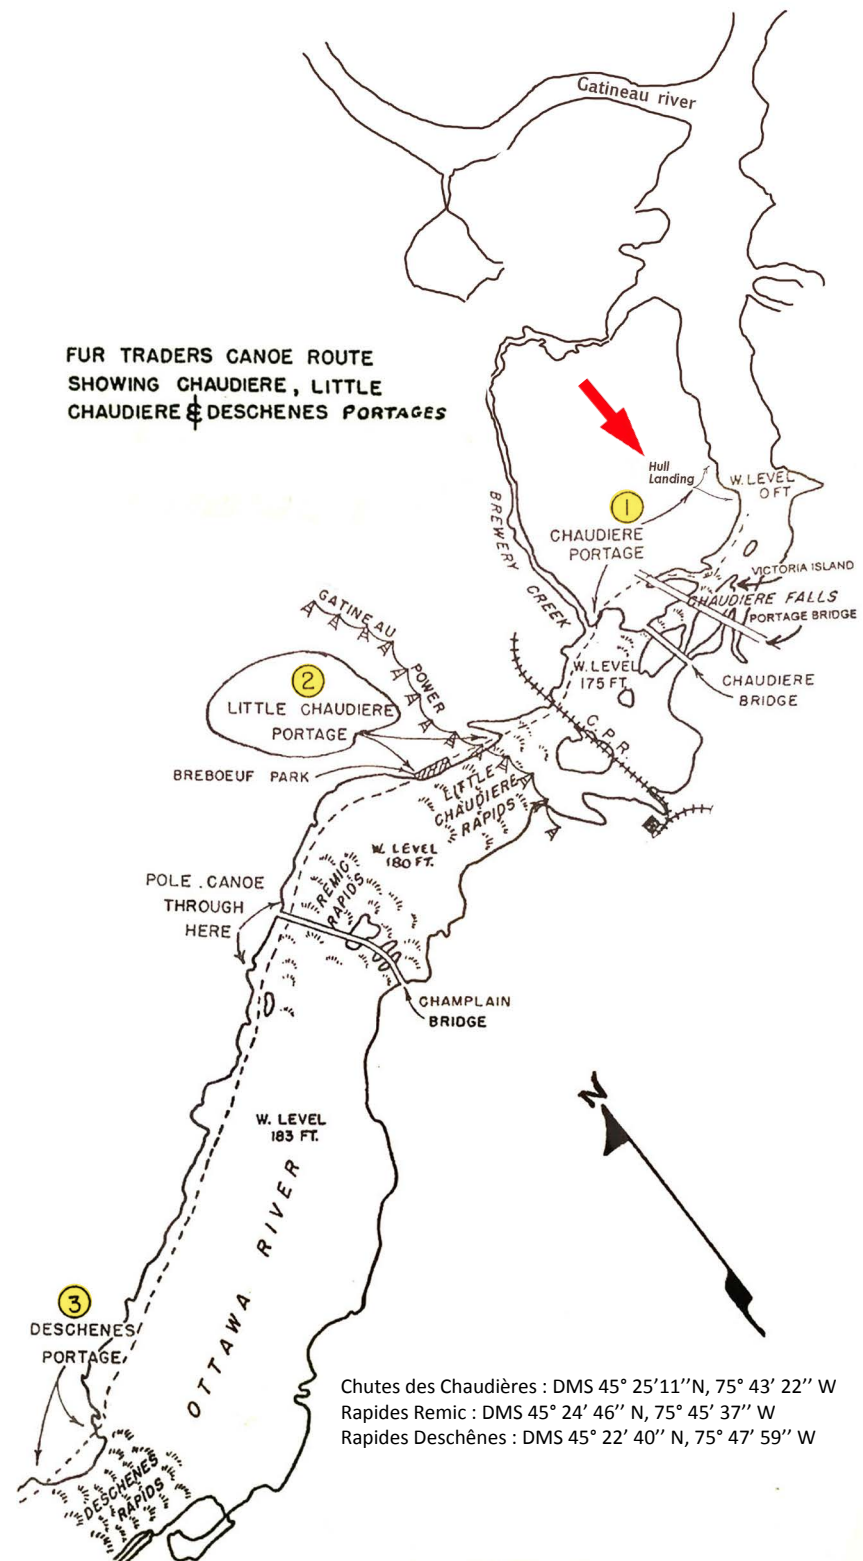 Gatineau river
FUR TRADERS CANOE ROUTE
SHOWING CHAUDIERE, LITTLE
CHAUDIERE & DESCHENES PORTAGES
Hull
Landing
W. LEVEL
0 FT.
1
CHAUDIERE
PORTAGE
BREWERY CREEK
VICTORIA ISLAND
CHAUDIERE FALLS
PORTAGE BRIDGE
GATINEAU POWER
W. LEVEL
175 FT.
CHAUDIERE
BRIDGE
2
LITTLE CHAUDIERE
PORTAGE
C.P.R.
BREBOEUF PARK
LITTLE
CHAUDIERE
RAPIDS
W. LEVEL
180 FT.
REMIC
RAPIDS
POLE CANOE
THROUGH
HERE
CHAMPLAIN
BRIDGE
N
W. LEVEL
183 FT.
OTTAWA RIVER
3
DESCHENES
PORTAGE
Chutes des Chaudières : DMS 45° 25’11’’N, 75° 43’ 22’’ W
Rapides Remic : DMS 45° 24’ 46’’ N, 75° 45’ 37’’ W
Rapides Deschênes : DMS 45° 22’ 40’’ N, 75° 47’ 59’’ W
DESCHENES
RAPIDS